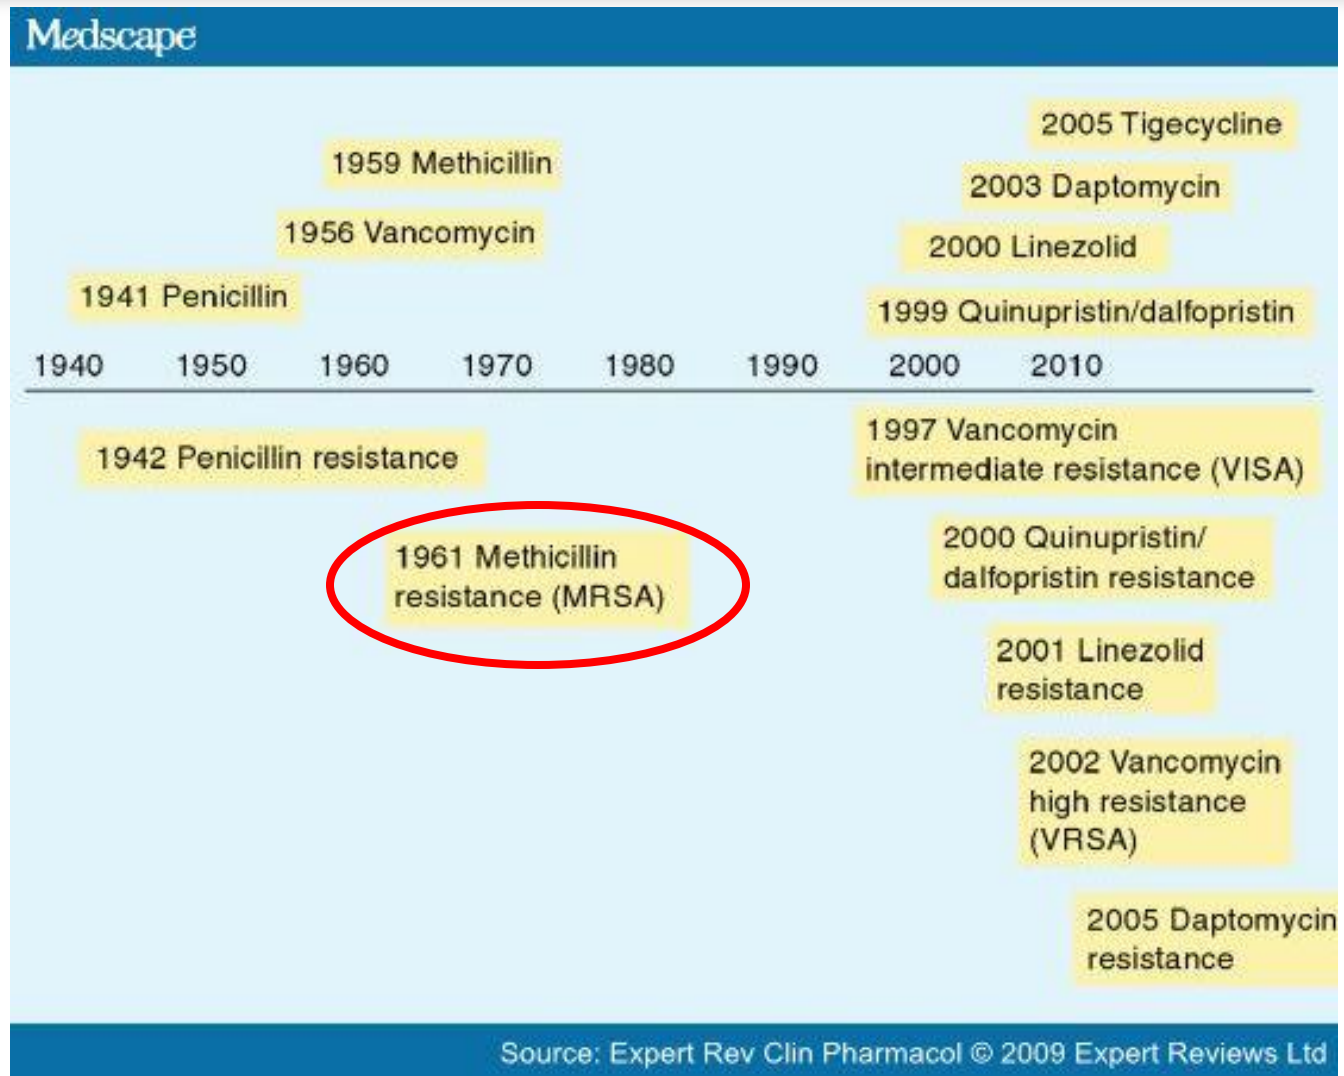 Medscape
2005 Tigecycline
1959 Methicillin
2003 Daptomycin
1956 Vancomycin
2000 Linezolid
1941 Penicillin
1999 Quinupristin/dalfopristin
1940 1950 1960 1970 1980 1990 2000 2010
1942 Penicillin resistance
1997 Vancomycin
intermediate resistance (VISA)
1961 Methicillin
resistance (MRSA)
2000 Quinupristin/
dalfopristin resistance
2001 Linezolid
resistance
2002 Vancomycin
high resistance
(VRSA)
2005 Daptomycin
resistance
Source: Expert Rev Clin Pharmacol © 2009 Expert Reviews Ltd